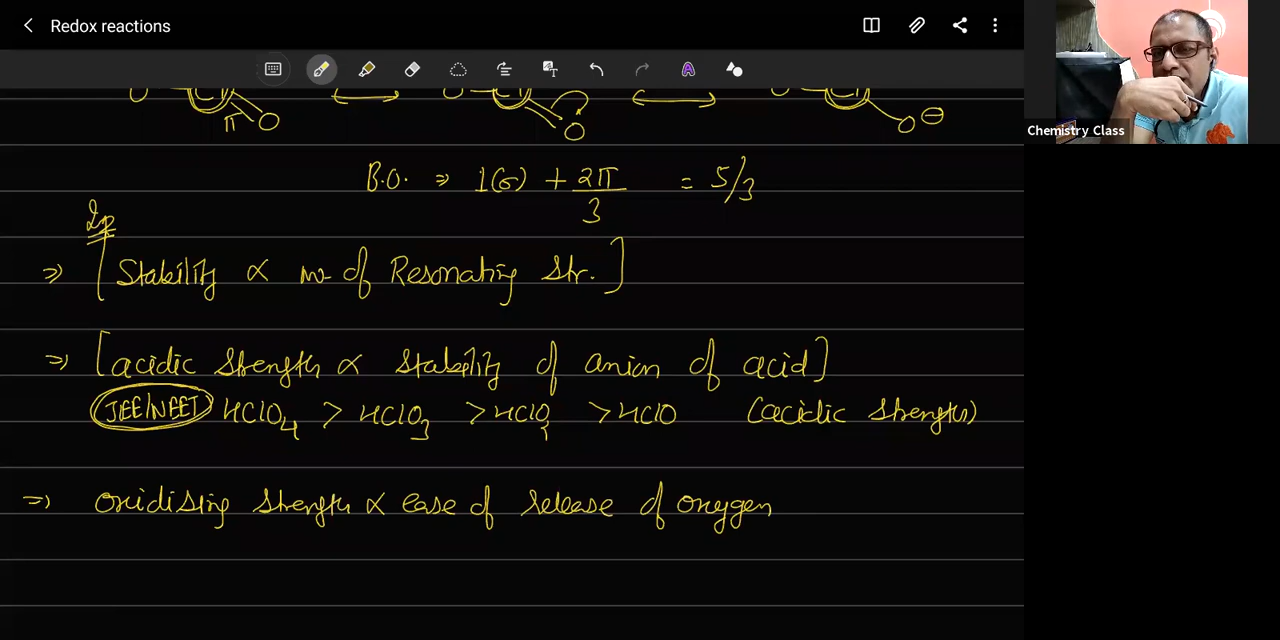 Redox reactions
Chemistry Class
π O O O ⊖
B.O. ⇒ 1(σ) + 2π/3 = 5/3
Imp
⇒ [Stability ∝ no of Resonating Str.]
⇒ [acidic strength ∝ stability of anion of acid]
JEE/NEET HClO4 > HClO3 > HClO2 > HClO (acidic strength)
⇒ oxidising strength ∝ ease of release of oxygen